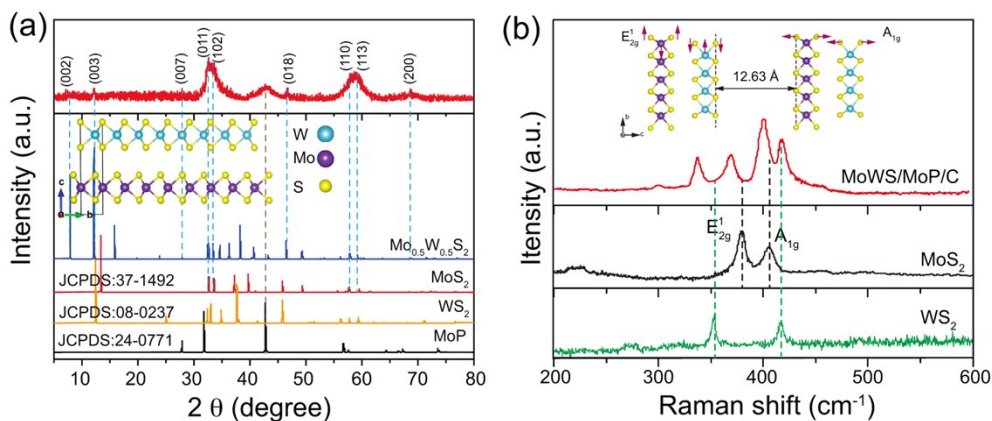 (a)
Intensity (a.u.)
(002)
(003)
(007)
(011)
(102)
(018)
(110)
(113)
(200)
W
Mo
S
c
a
b
Mo0.5W0.5S2
JCPDS:37-1492
MoS2
JCPDS:08-0237
WS2
JCPDS:24-0771
MoP
10 20 30 40 50 60 70 80
2 θ (degree)
(b)
Itensity (a.u.)
E¹2g
A1g
12.63 Å
b
c
MoWS/MoP/C
E¹2g
A1g
MoS2
WS2
200 300 400 500 600
Raman shift (cm-1)